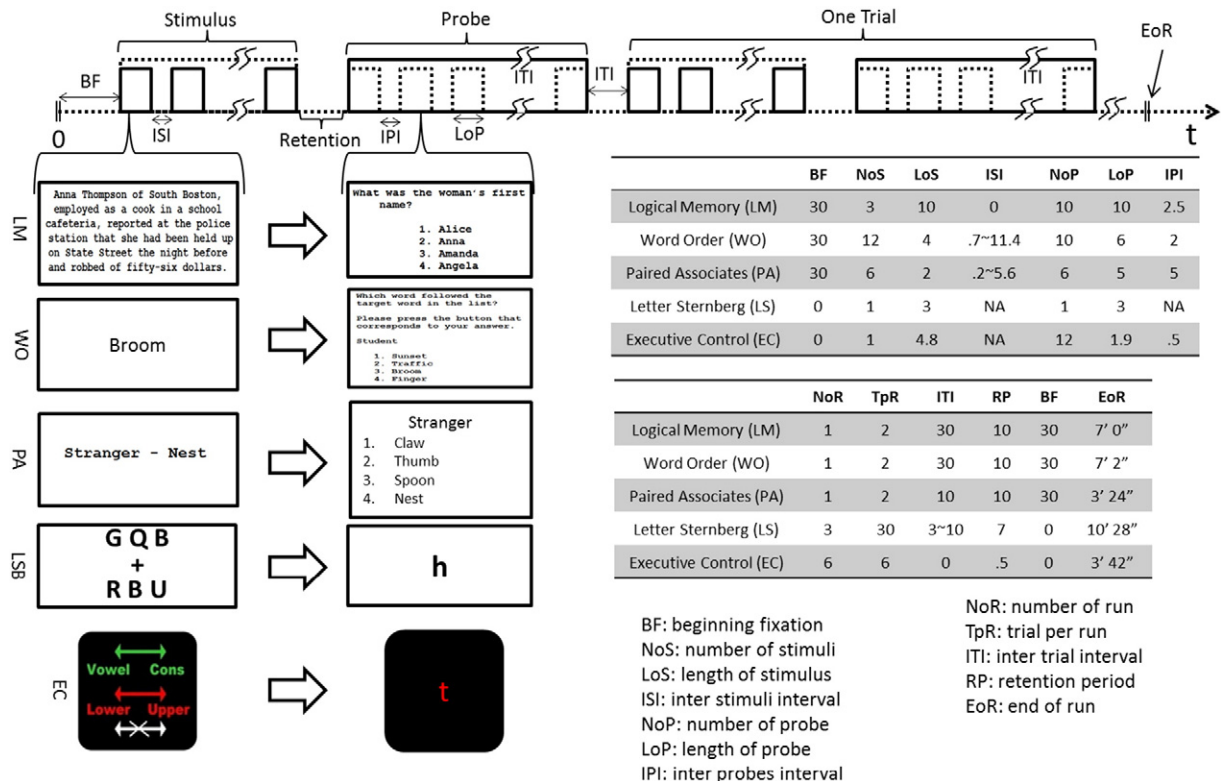 Stimulus
Probe
One Trial
EoR
BF
ITI
ITI
ITI
0
ISI
Retention
IPI
LoP
t
LM
Anna Thompson of South Boston,
employed as a cook in a school
cafeteria, reported at the police
station that she had been held up
on State Street the night before
and robbed of fifty-six dollars.
What was the woman's first
name?
1. Alice
2. Anna
3. Amanda
4. Angela
WO
Broom
Which word followed the
target word in the list?
Please press the button that
corresponds to your answer.
Student
1. Sunset
2. Traffic
3. Broom
4. Finger
PA
Stranger - Nest
Stranger
1. Claw
2. Thumb
3. Spoon
4. Nest
LSB
G Q B
+
R B U
h
EC
Vowel Cons
Lower Upper
t
BF NoS LoS ISI NoP LoP IPI
Logical Memory (LM) 30 3 10 0 10 10 2.5
Word Order (WO) 30 12 4 .7~11.4 10 6 2
Paired Associates (PA) 30 6 2 .2~5.6 6 5 5
Letter Sternberg (LS) 0 1 3 NA 1 3 NA
Executive Control (EC) 0 1 4.8 NA 12 1.9 .5
NoR TpR ITI RP BF EoR
Logical Memory (LM) 1 2 30 10 30 7' 0"
Word Order (WO) 1 2 30 10 30 7' 2"
Paired Associates (PA) 1 2 10 10 30 3' 24"
Letter Sternberg (LS) 3 30 3~10 7 0 10' 28"
Executive Control (EC) 6 6 0 .5 0 3' 42"
BF: beginning fixation
NoS: number of stimuli
LoS: length of stimulus
ISI: inter stimuli interval
NoP: number of probe
LoP: length of probe
IPI: inter probes interval
NoR: number of run
TpR: trial per run
ITI: inter trial interval
RP: retention period
EoR: end of run